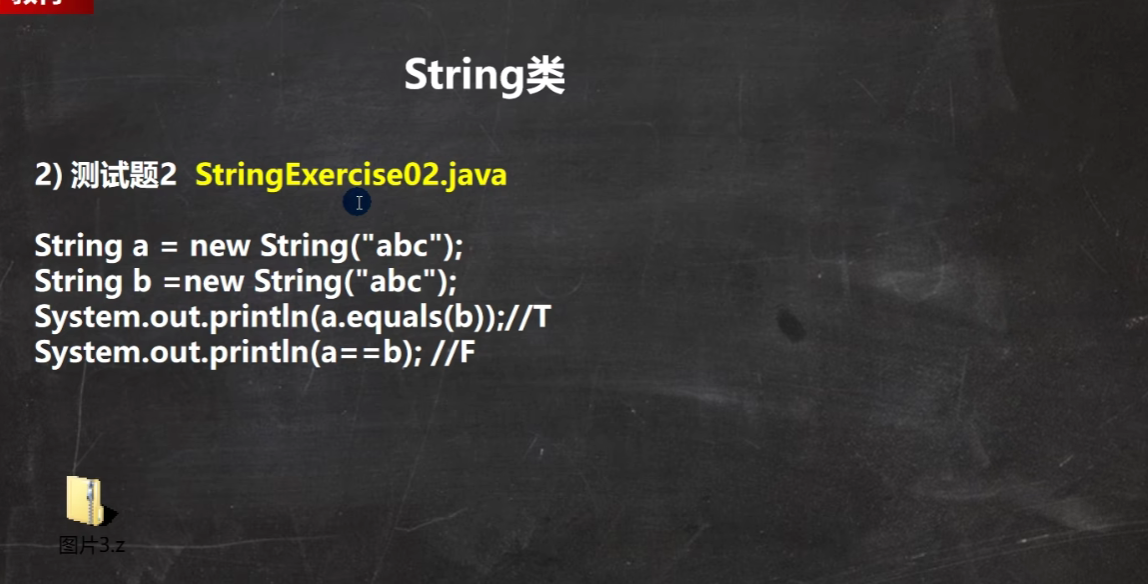 String类
2) 测试题2 StringExercise02.java
String a = new String("abc");
String b =new String("abc");
System.out.println(a.equals(b));//T
System.out.println(a==b); //F
图片3.z